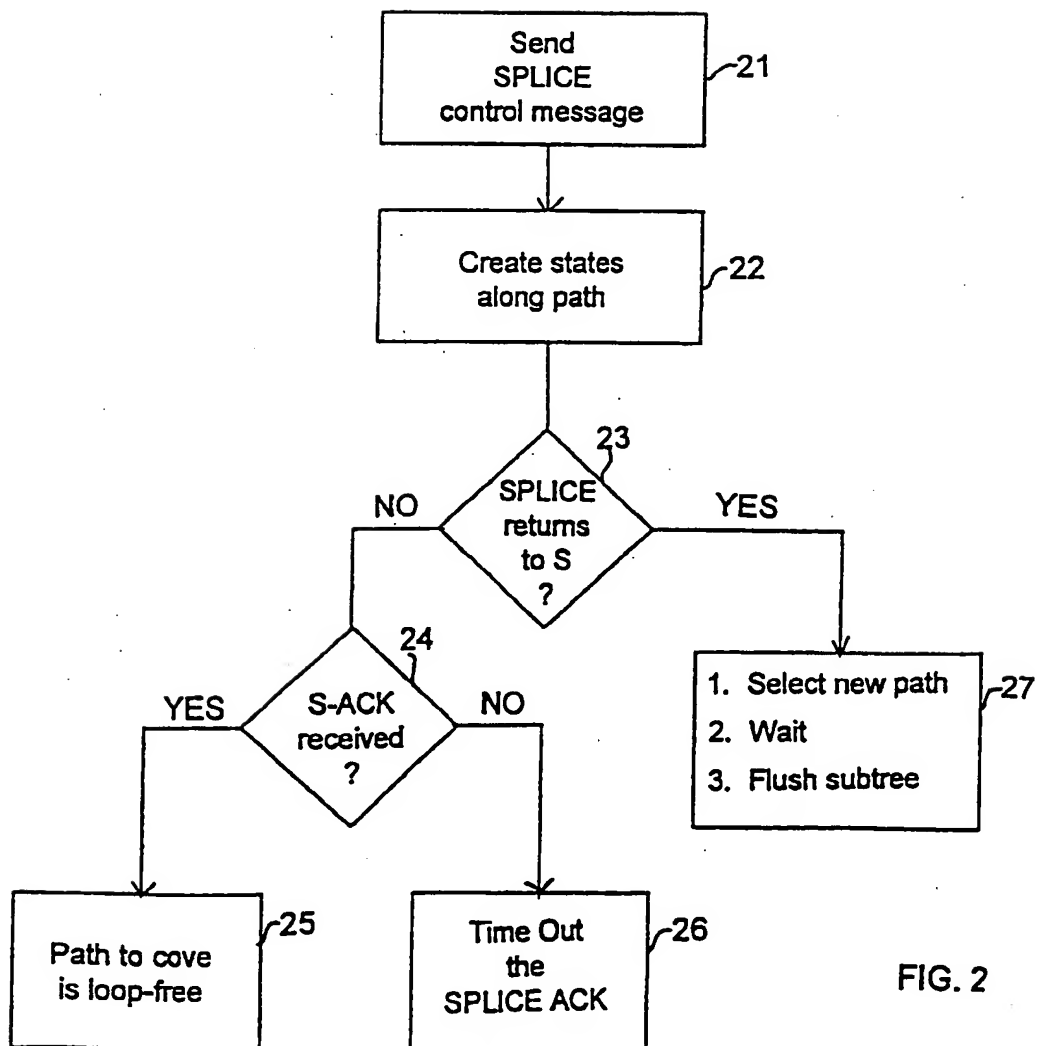 Send
SPLICE
control message
21
Create states
along path
22
23
SPLICE
returns
to S
?
NO
YES
24
S-ACK
received
?
YES
NO
1. Select new path
2. Wait
3. Flush subtree
27
Path to cove
is loop-free
25
Time Out
the
SPLICE ACK
26
FIG. 2